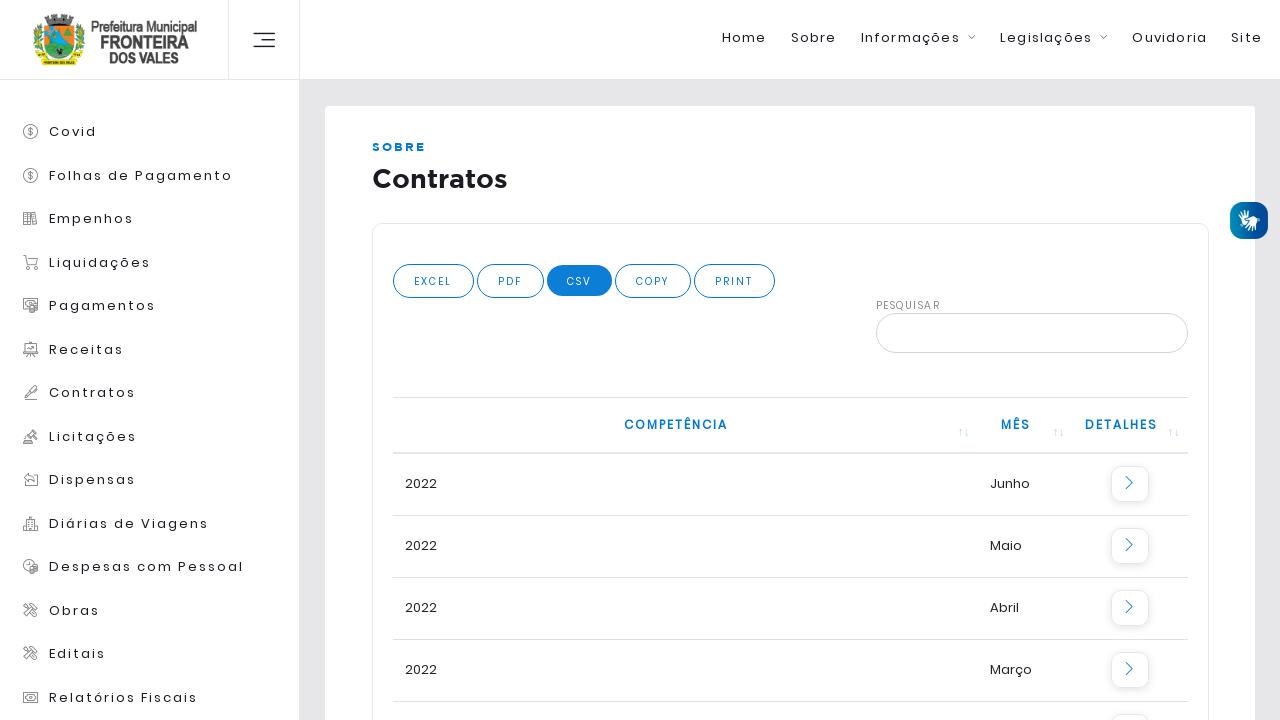 Prefeitura Municipal
FRONTEIRA
DOS VALES
Home
Sobre
Informações
Legislações
Ouvidoria
Site
Covid
Folhas de Pagamento
Empenhos
Liquidações
Pagamentos
Receitas
Contratos
Licitações
Dispensas
Diárias de Viagens
Despesas com Pessoal
Obras
Editais
Relatórios Fiscais
SOBRE
Contratos
EXCEL
PDF
CSV
COPY
PRINT
PESQUISAR
COMPETÊNCIA MÊS DETALHES
2022 Junho
2022 Maio
2022 Abril
2022 Março